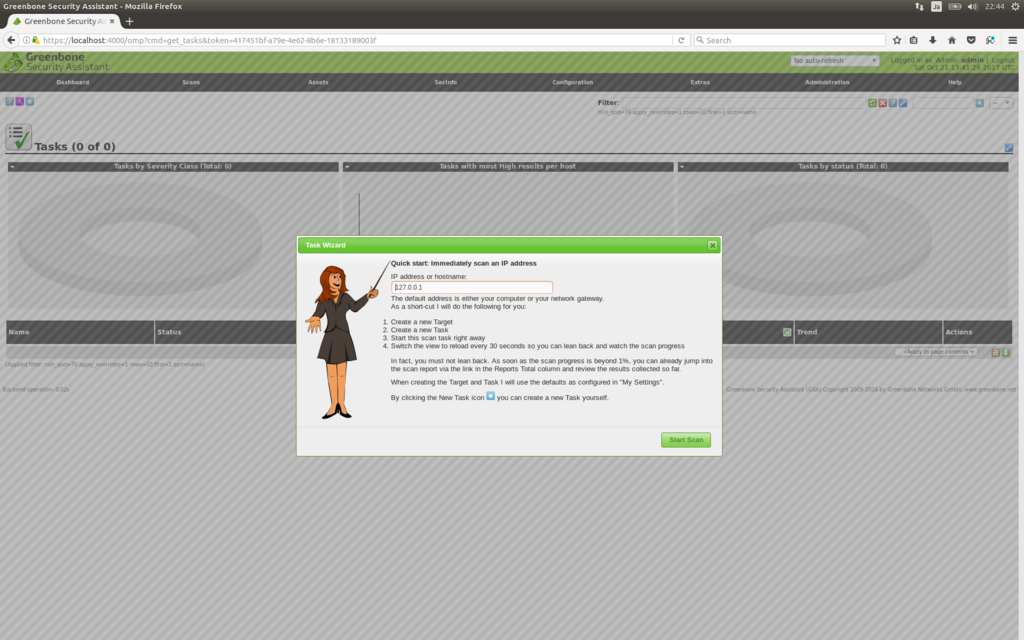 Greenbone Security Assistant - Mozilla Firefox
Ja
22:44
Greenbone Security A
https://localhost:4000/omp?cmd=get_tasks&token=417451bf-a79e-4e62-8b6e-18133189003f
Search
Greenbone
Security Assistant
No auto-refresh
Logged in as Admin admin | Logout
Sat Oct 21 13:41:26 2017 UTC
Dashboard Scans Assets SecInfo Configuration Extras Administration Help
Filter:
min_qod=70 apply_overrides=1 rows=10 first=1 sort=name
Tasks (0 of 0)
Tasks by Severity Class (Total: 0)
Tasks with most High results per host
Tasks by status (Total: 0)
Task Wizard
Quick start: Immediately scan an IP address
IP address or hostname:
127.0.0.1
The default address is either your computer or your network gateway.
As a short-cut I will do the following for you:
1. Create a new Target
2. Create a new Task
3. Start this scan task right away
4. Switch the view to reload every 30 seconds so you can lean back and watch the scan progress
In fact, you must not lean back. As soon as the scan progress is beyond 1%, you can already jump into
the scan report via the link in the Reports Total column and review the results collected so far.
When creating the Target and Task I will use the defaults as configured in "My Settings".
By clicking the New Task icon you can create a new Task yourself.
Start Scan
Name Status Trend Actions
Apply to page contents
(Applied filter: min_qod=70 apply_overrides=1 rows=10 first=1 sort=name)
Backend operation: 0.02s
Greenbone Security Assistant (GSA) Copyright 2009-2016 by Greenbone Networks GmbH, www.greenbone.net